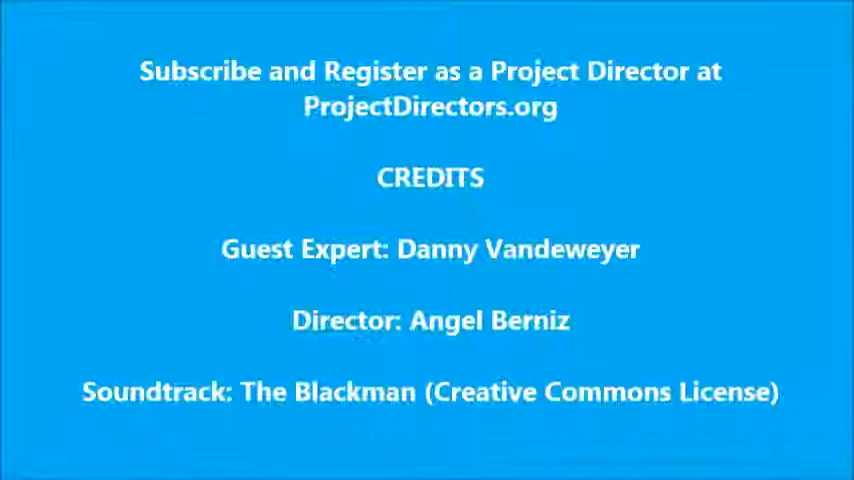 Subscribe and Register as a Project Director at
ProjectDirectors.org
CREDITS
Guest Expert: Danny Vandeweyer
Director: Angel Berniz
Soundtrack: The Blackman (Creative Commons License)